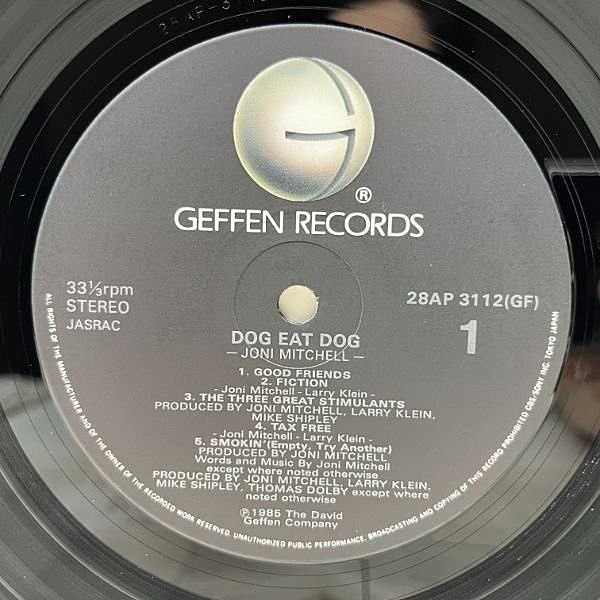 28AP-3112
®
GEFFEN RECORDS
33⅓rpm
STEREO
JASRAC
28AP 3112(GF)
1
DOG EAT DOG
— JONI MITCHELL —
1. GOOD FRIENDS
2. FICTION
- Joni Mitchell - Larry Klein -
3. THE THREE GREAT STIMULANTS
PRODUCED BY JONI MITCHELL, LARRY KLEIN,
MIKE SHIPLEY
4. TAX FREE
- Joni Mitchell - Larry Klein -
5. SMOKIN' (Empty, Try Another)
PRODUCED BY JONI MITCHELL
Words and Music By Joni Mitchell
except where noted otherwise
PRODUCED BY JONI MITCHELL, LARRY KLEIN,
MIKE SHIPLEY, THOMAS DOLBY except where
noted otherwise
℗1985 The David
Geffen Company
ALL RIGHTS OF THE MANUFACTURER AND OF THE OWNER OF THE RECORDED WORK RESERVED. UNAUTHORIZED PUBLIC PERFORMANCE, BROADCASTING AND COPYING OF THIS RECORD PROHIBITED CBS/SONY INC. TOKYO JAPAN